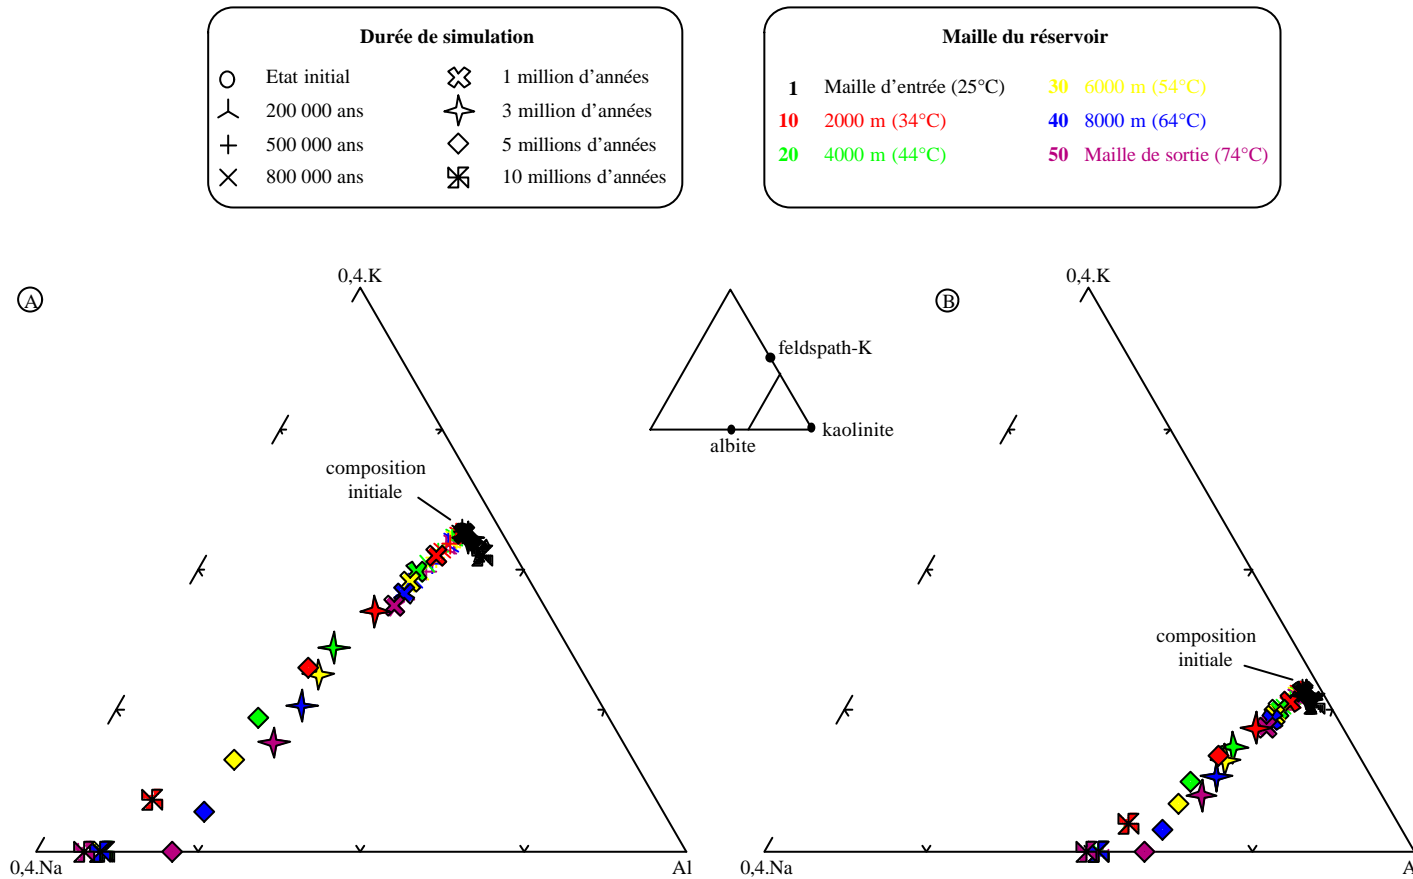 Durée de simulation
Etat initial
200 000 ans
500 000 ans
800 000 ans
1 million d'années
3 million d'années
5 millions d'années
10 millions d'années
Maille du réservoir
1 Maille d'entrée (25°C)
10 2000 m (34°C)
20 4000 m (44°C)
30 6000 m (54°C)
40 8000 m (64°C)
50 Maille de sortie (74°C)
A
0,4.K
composition
initiale
0,4.Na
Al
feldspath-K
kaolinite
albite
B
0,4.K
composition
initiale
0,4.Na
A